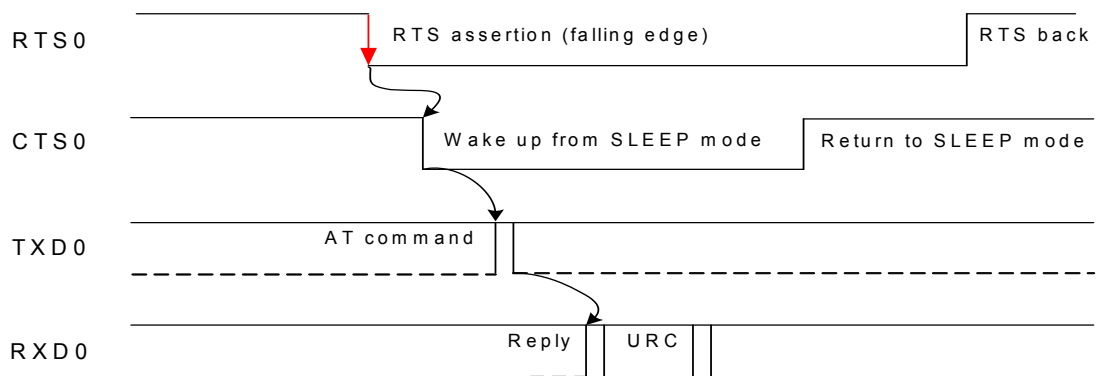 RTS0
RTS assertion (falling edge)
RTS back
CTS0
Wake up from SLEEP mode
Return to SLEEP mode
TXD0
AT command
RXD0
Reply
URC